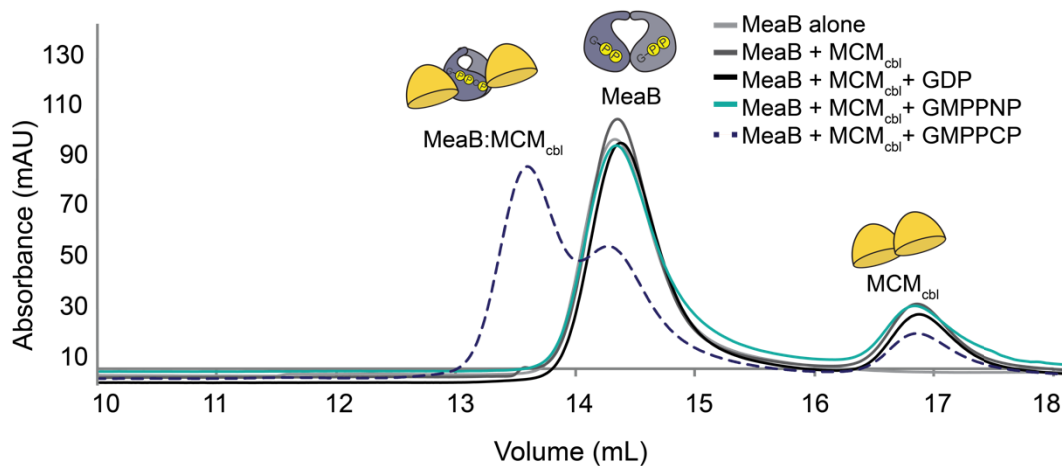 MeaB alone
MeaB + MCMcbl
MeaB + MCMcbl+ GDP
MeaB + MCMcbl+ GMPPNP
MeaB + MCMcbl+ GMPPCP
MeaB:MCMcbl
MeaB
MCMcbl
G P P P P P
G P P P P
Absorbance (mAU)
130
110
90
70
50
30
10
10 11 12 13 14 15 16 17 18
Volume (mL)